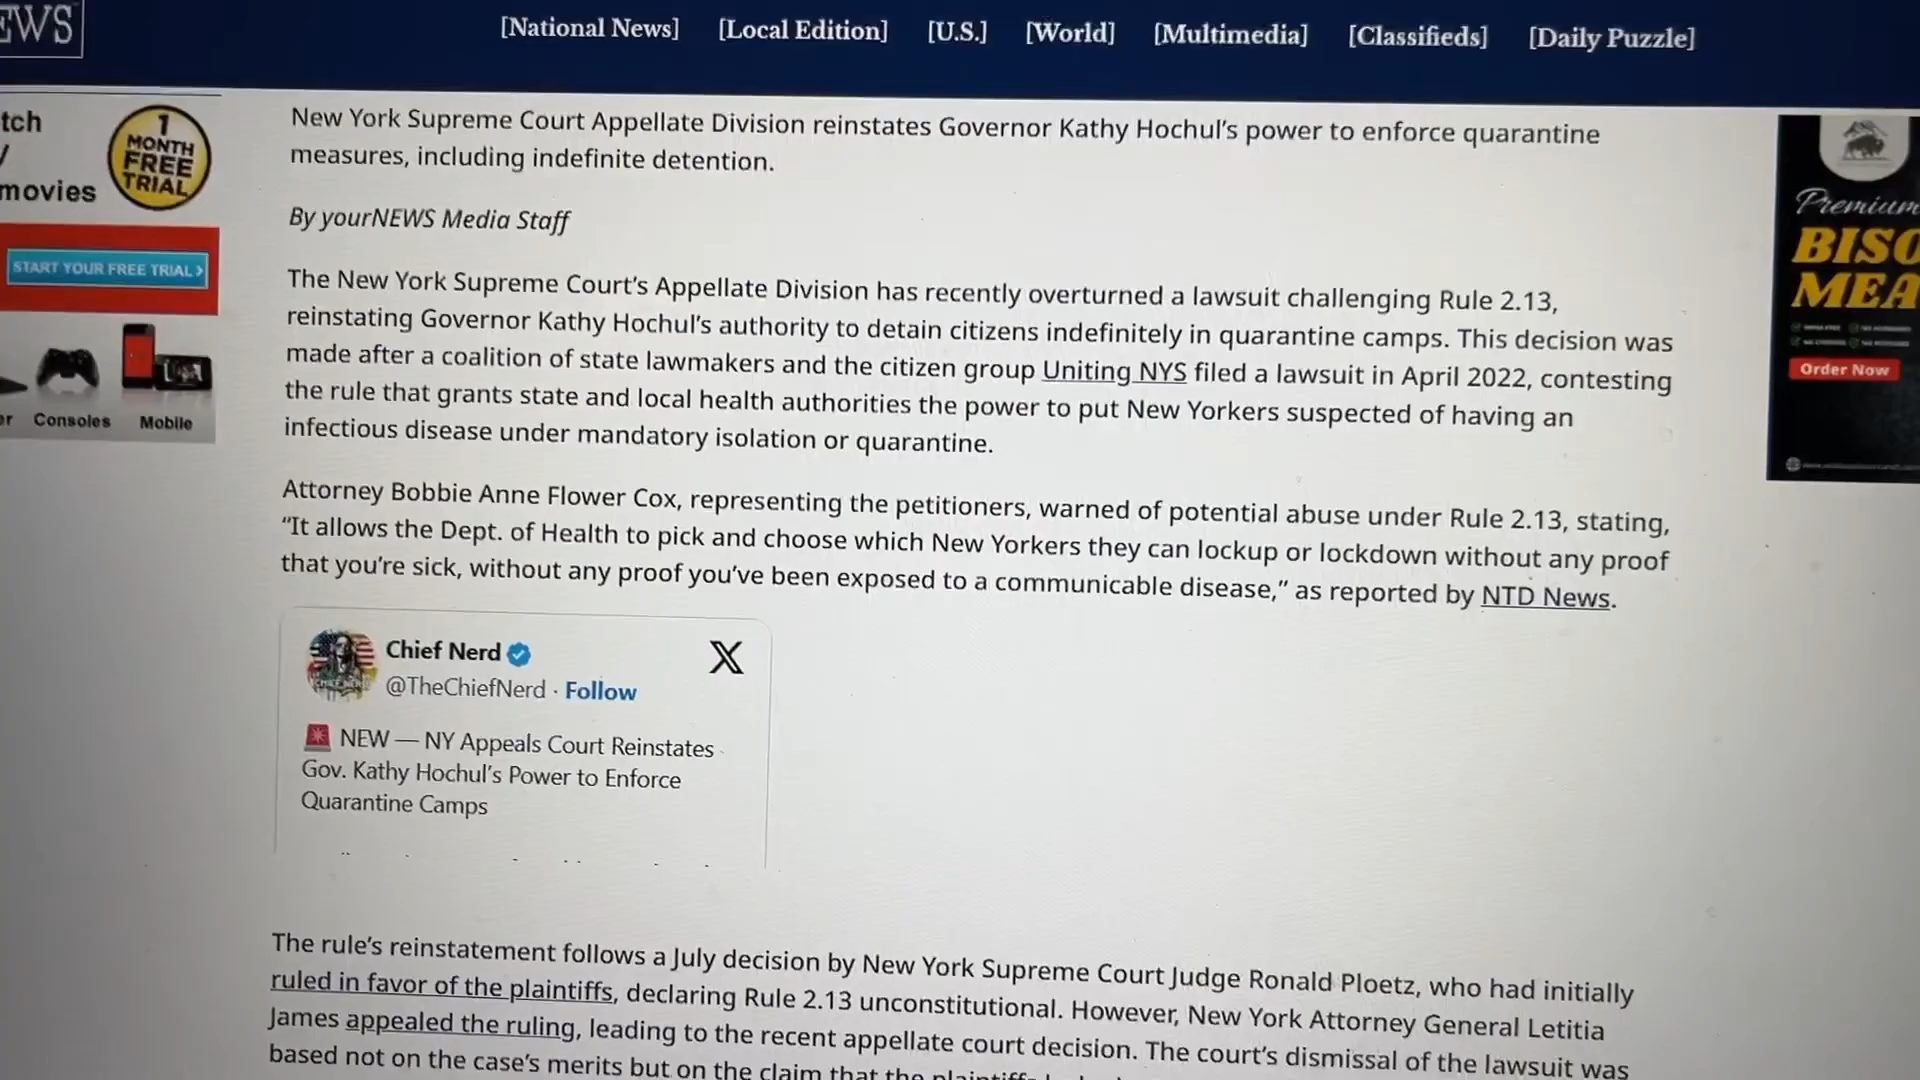 EWS
[National News] [Local Edition] [U.S.] [World] [Multimedia] [Classifieds] [Daily Puzzle]
tch
movies
1
MONTH
FREE
TRIAL
START YOUR FREE TRIAL >
Consoles
Mobile
New York Supreme Court Appellate Division reinstates Governor Kathy Hochul’s power to enforce quarantine
measures, including indefinite detention.
By yourNEWS Media Staff
The New York Supreme Court’s Appellate Division has recently overturned a lawsuit challenging Rule 2.13,
reinstating Governor Kathy Hochul’s authority to detain citizens indefinitely in quarantine camps. This decision was
made after a coalition of state lawmakers and the citizen group Uniting NYS filed a lawsuit in April 2022, contesting
the rule that grants state and local health authorities the power to put New Yorkers suspected of having an
infectious disease under mandatory isolation or quarantine.
Attorney Bobbie Anne Flower Cox, representing the petitioners, warned of potential abuse under Rule 2.13, stating,
“It allows the Dept. of Health to pick and choose which New Yorkers they can lockup or lockdown without any proof
that you’re sick, without any proof you’ve been exposed to a communicable disease,” as reported by NTD News.
Chief Nerd
@TheChiefNerd · Follow
🚨 NEW — NY Appeals Court Reinstates
Gov. Kathy Hochul’s Power to Enforce
Quarantine Camps
The rule’s reinstatement follows a July decision by New York Supreme Court Judge Ronald Ploetz, who had initially
ruled in favor of the plaintiffs, declaring Rule 2.13 unconstitutional. However, New York Attorney General Letitia
James appealed the ruling, leading to the recent appellate court decision. The court’s dismissal of the lawsuit was
based not on the case’s merits but on the claim that the plaintiffs
Premium
BISO
MEA
Order Now